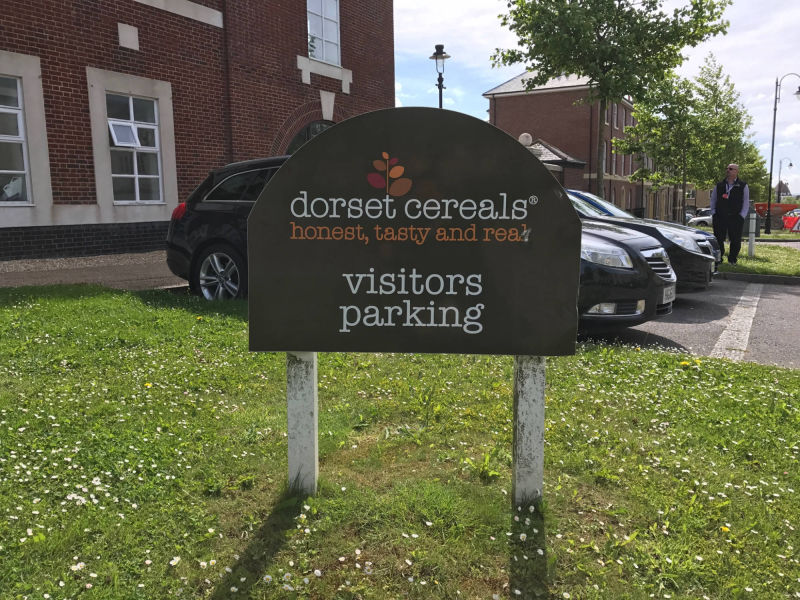 dorset cereals®
honest, tasty and real
visitors
parking